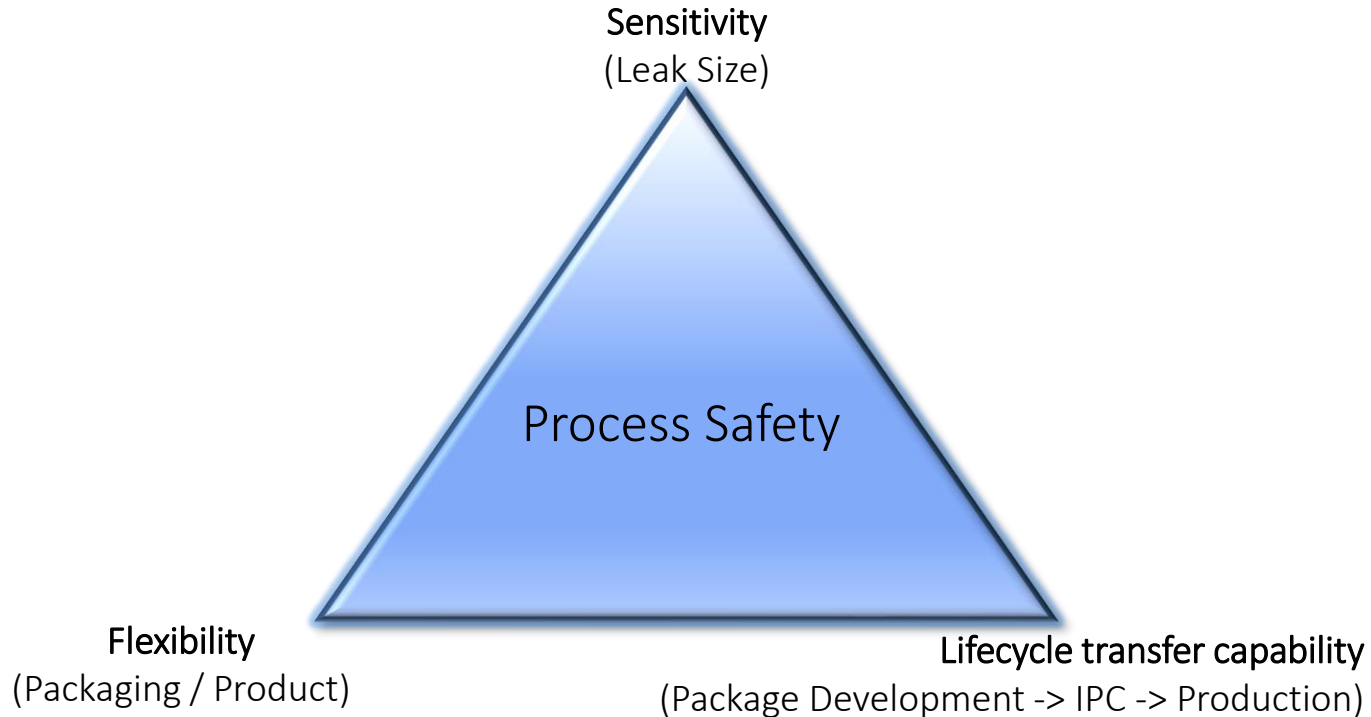 Sensitivity
(Leak Size)
Process Safety
Flexibility
(Packaging / Product)
Lifecycle transfer capability
(Package Development -> IPC -> Production)